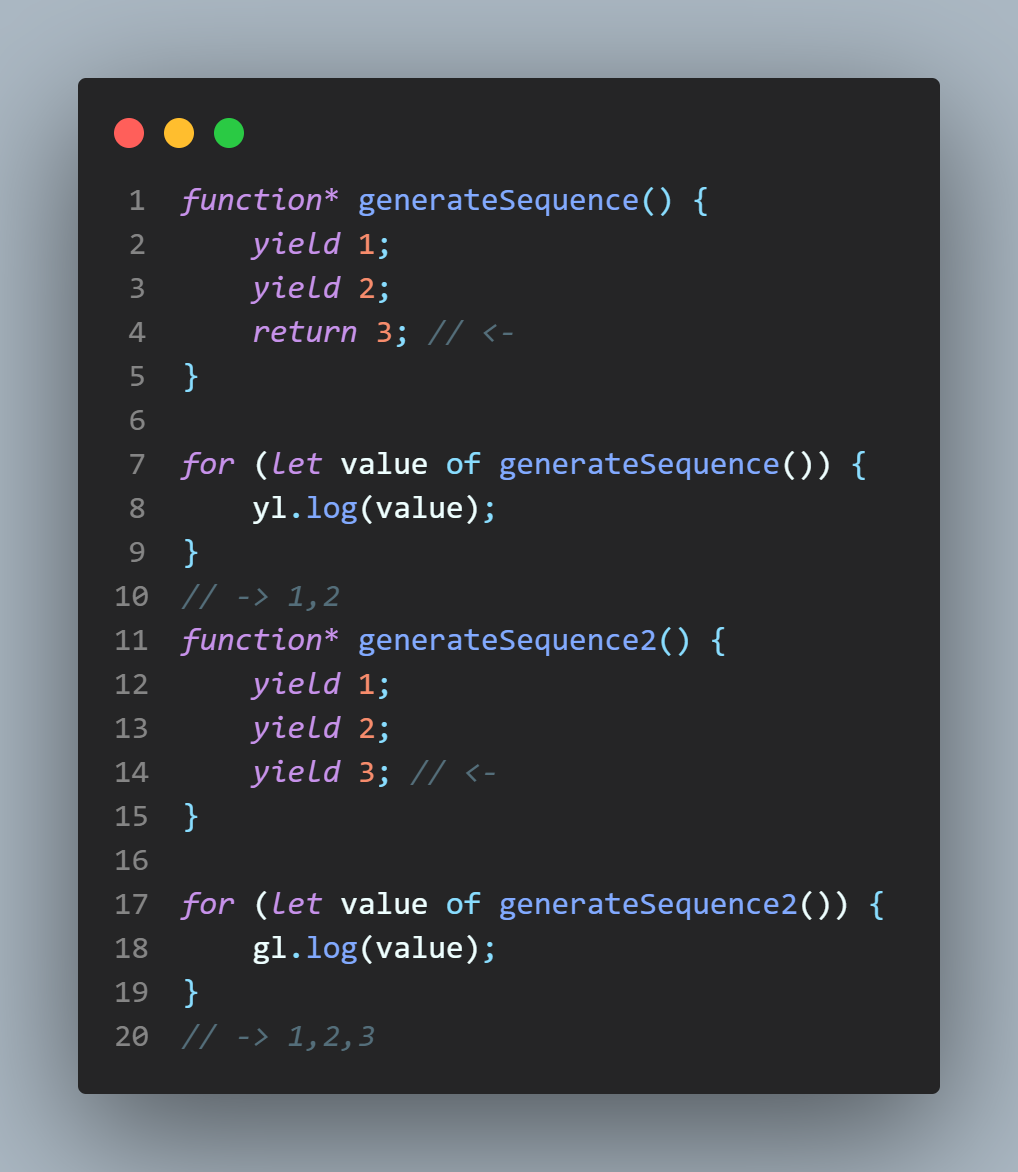 1 function* generateSequence() {
2     yield 1;
3     yield 2;
4     return 3; // <-
5 }
6
7 for (let value of generateSequence()) {
8     yl.log(value);
9 }
10 // -> 1,2
11 function* generateSequence2() {
12     yield 1;
13     yield 2;
14     yield 3; // <-
15 }
16
17 for (let value of generateSequence2()) {
18     gl.log(value);
19 }
20 // -> 1,2,3